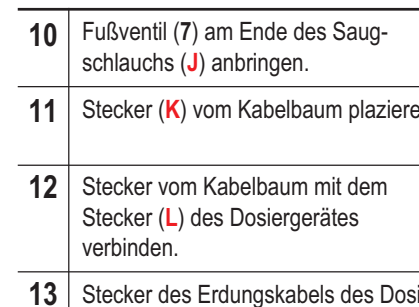 10 Fußventil (7) am Ende des Saug-
schlauchs (J) anbringen.
11 Stecker (K) vom Kabelbaum plaziere
12 Stecker vom Kabelbaum mit dem
Stecker (L) des Dosiergerätes
verbinden.
13 Stecker des Erdungskabels des Dosi